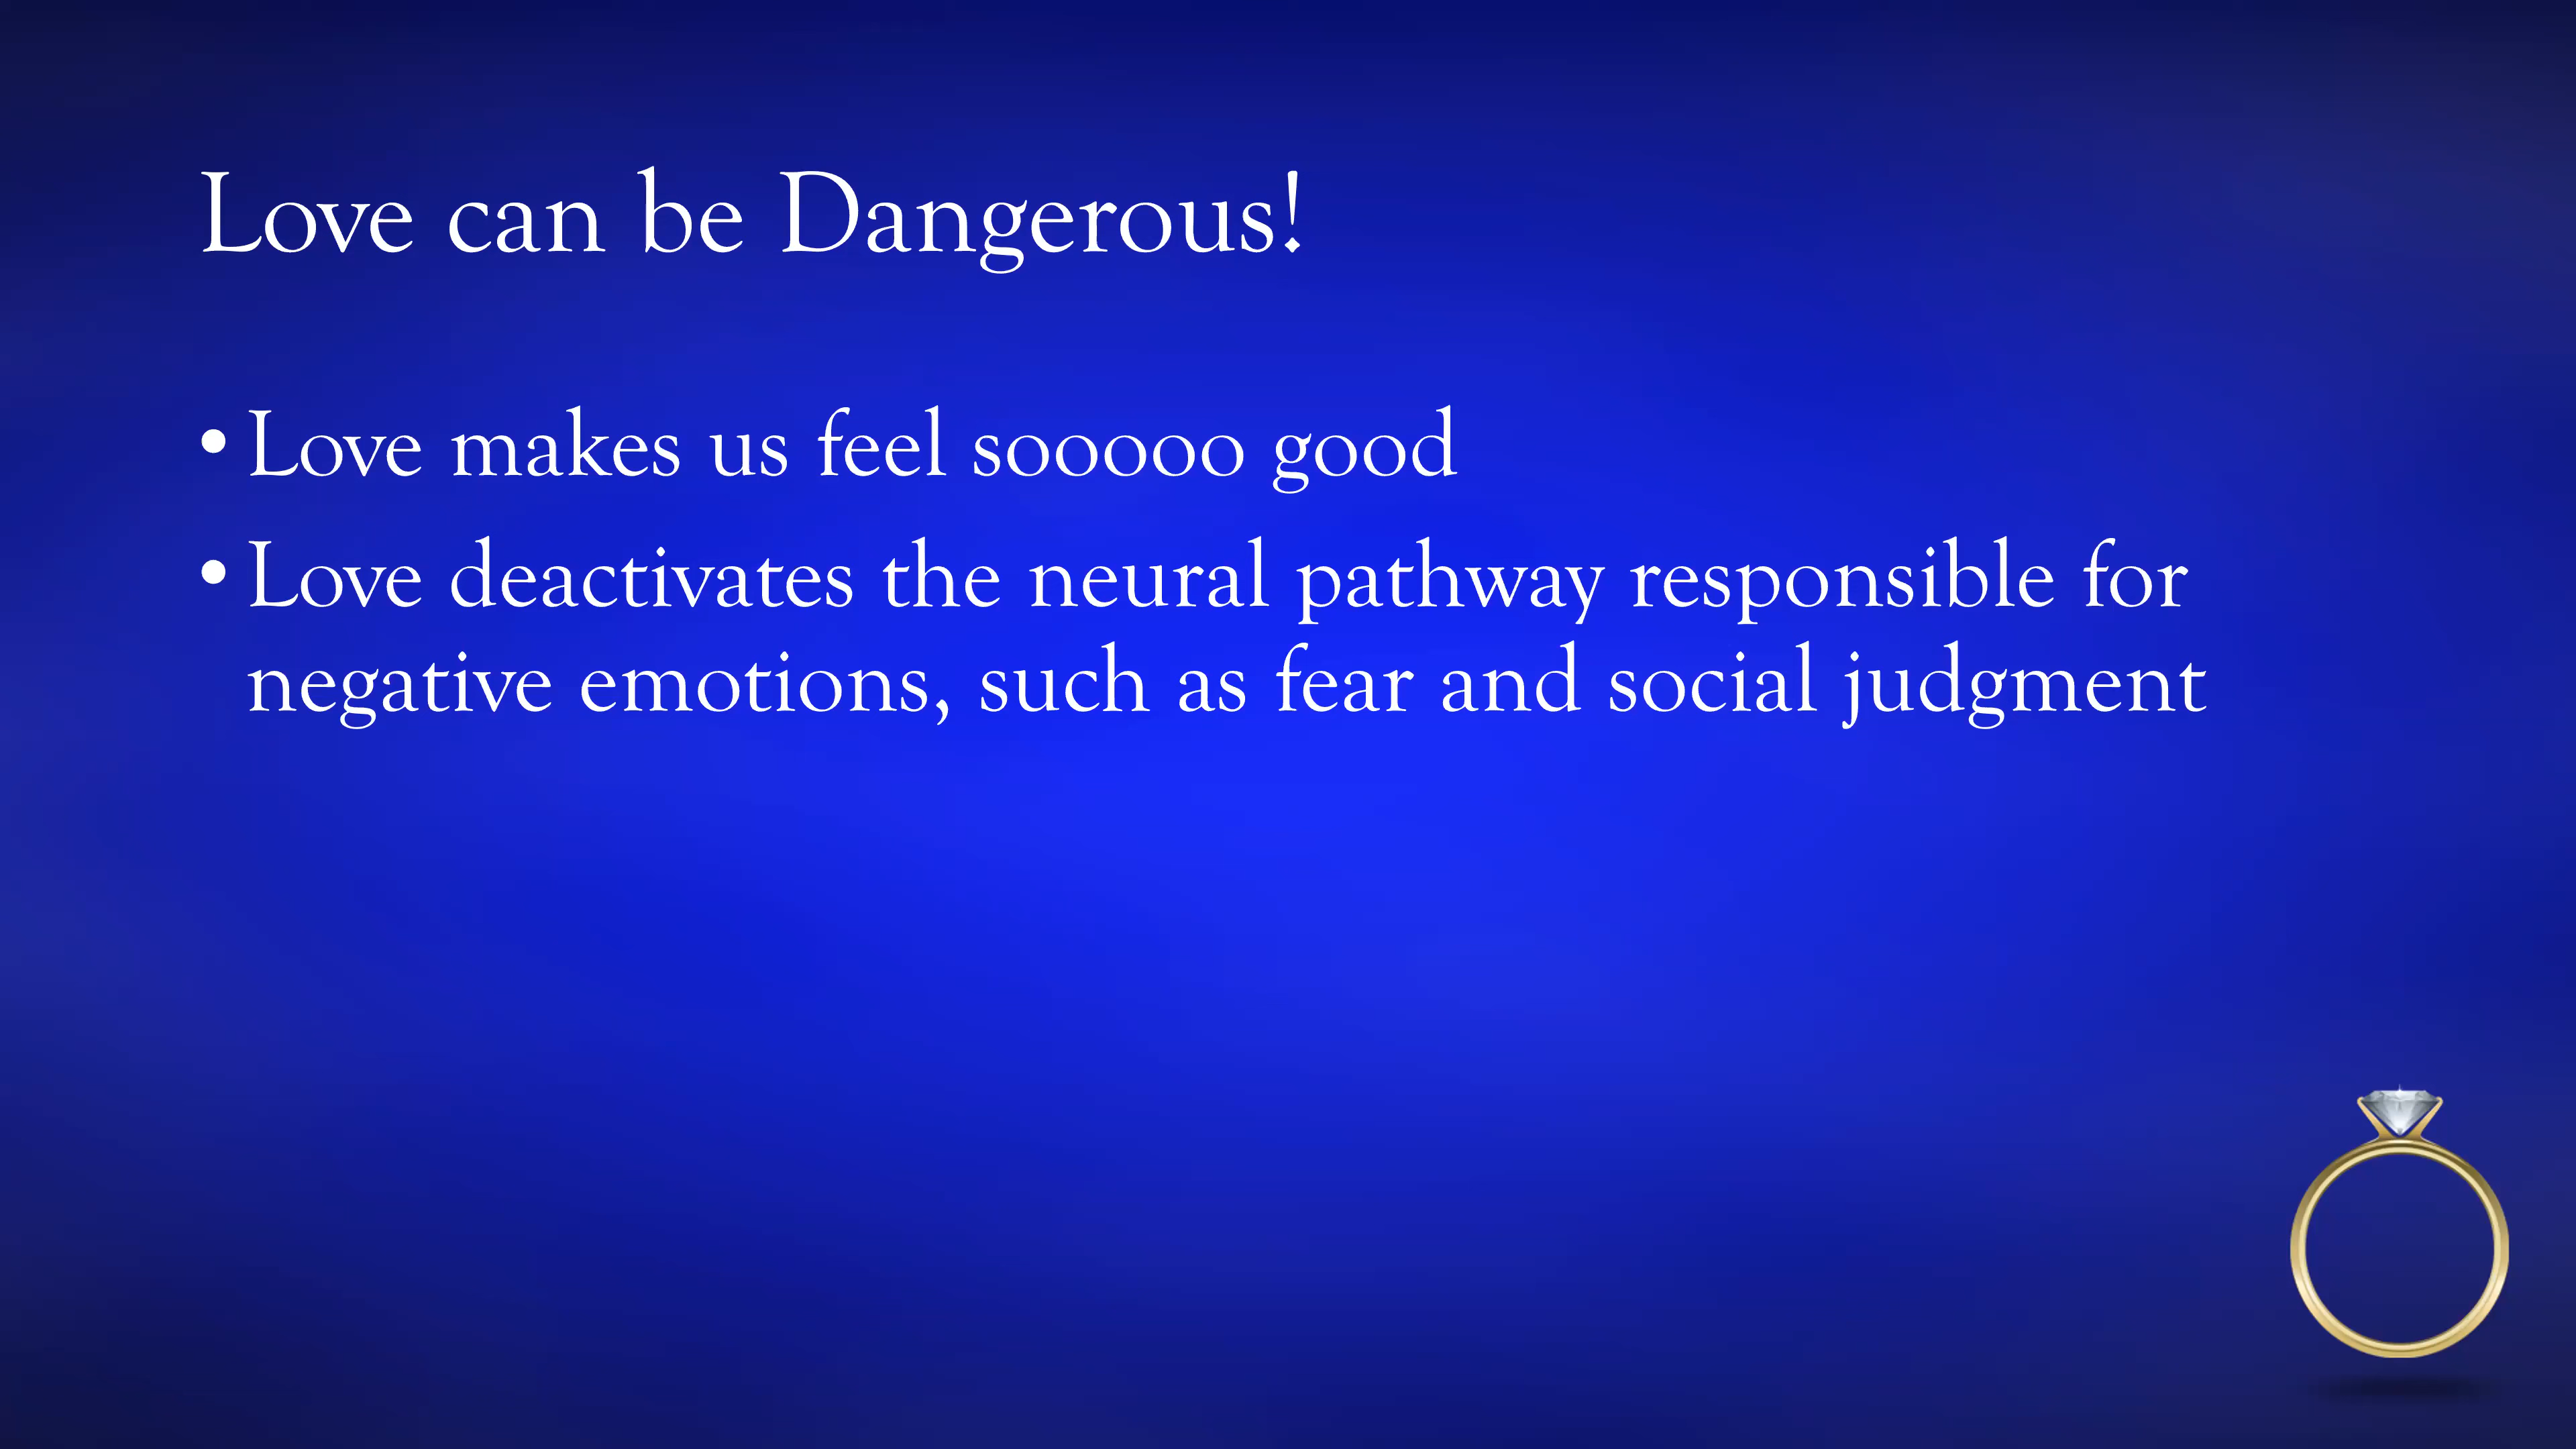 Love can be Dangerous!
• Love makes us feel sooooo good
• Love deactivates the neural pathway responsible for
negative emotions, such as fear and social judgment